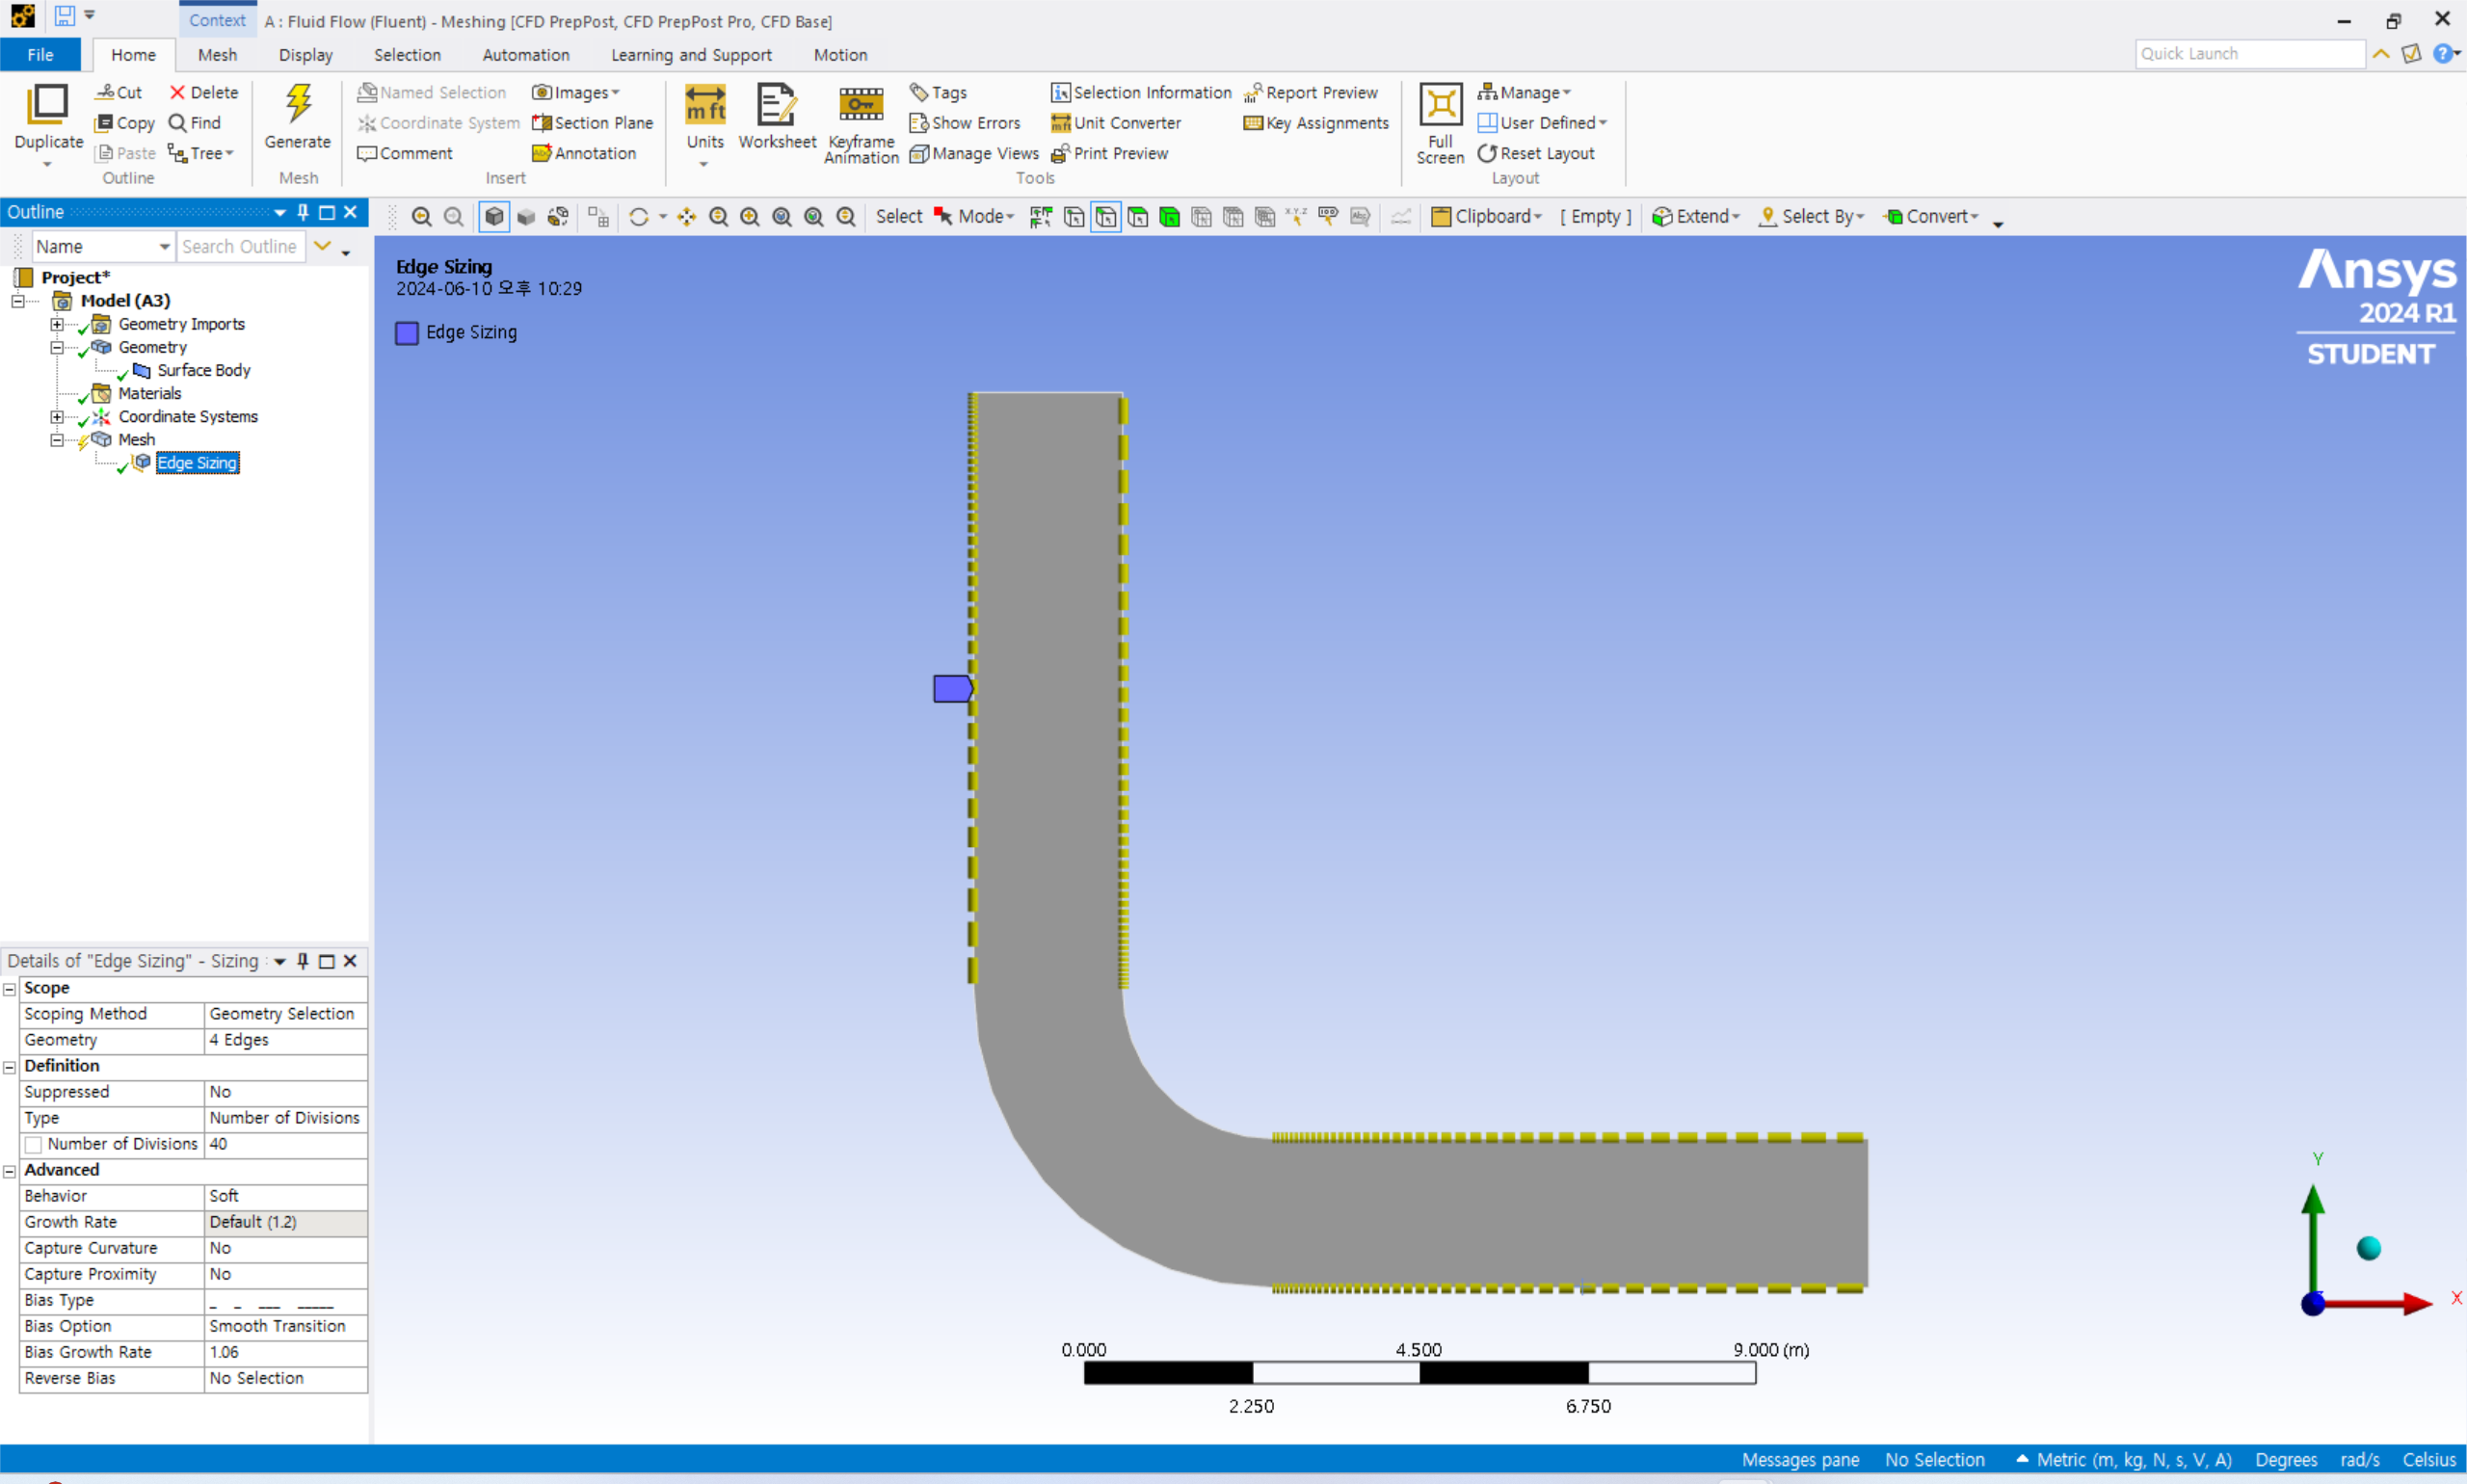 Context A : Fluid Flow (Fluent) - Meshing [CFD PrepPost, CFD PrepPost Pro, CFD Base]
File Home Mesh Display Selection Automation Learning and Support Motion Quick Launch
Duplicate Cut Delete
Copy Find
Paste Tree
Outline
Generate
Mesh
Named Selection Images
Coordinate System Section Plane
Comment Annotation
Insert
Units Worksheet Keyframe Animation
Tags Selection Information Report Preview
Show Errors Unit Converter Key Assignments
Manage Views Print Preview
Tools
Full Screen
Manage
User Defined
Reset Layout
Layout
Outline
Name Search Outline
Select Mode Clipboard [ Empty ] Extend Select By Convert
Project*
Model (A3)
Geometry Imports
Geometry
Surface Body
Materials
Coordinate Systems
Mesh
Edge Sizing
Edge Sizing
2024-06-10 오후 10:29
Edge Sizing
Ansys
2024 R1
STUDENT
Details of "Edge Sizing" - Sizing
Scope
Scoping Method Geometry Selection
Geometry 4 Edges
Definition
Suppressed No
Type Number of Divisions
Number of Divisions 40
Advanced
Behavior Soft
Growth Rate Default (1.2)
Capture Curvature No
Capture Proximity No
Bias Type _ _ __ ___
Bias Option Smooth Transition
Bias Growth Rate 1.06
Reverse Bias No Selection
0.000 4.500 9.000 (m)
2.250 6.750
Y
X
Messages pane No Selection Metric (m, kg, N, s, V, A) Degrees rad/s Celsius